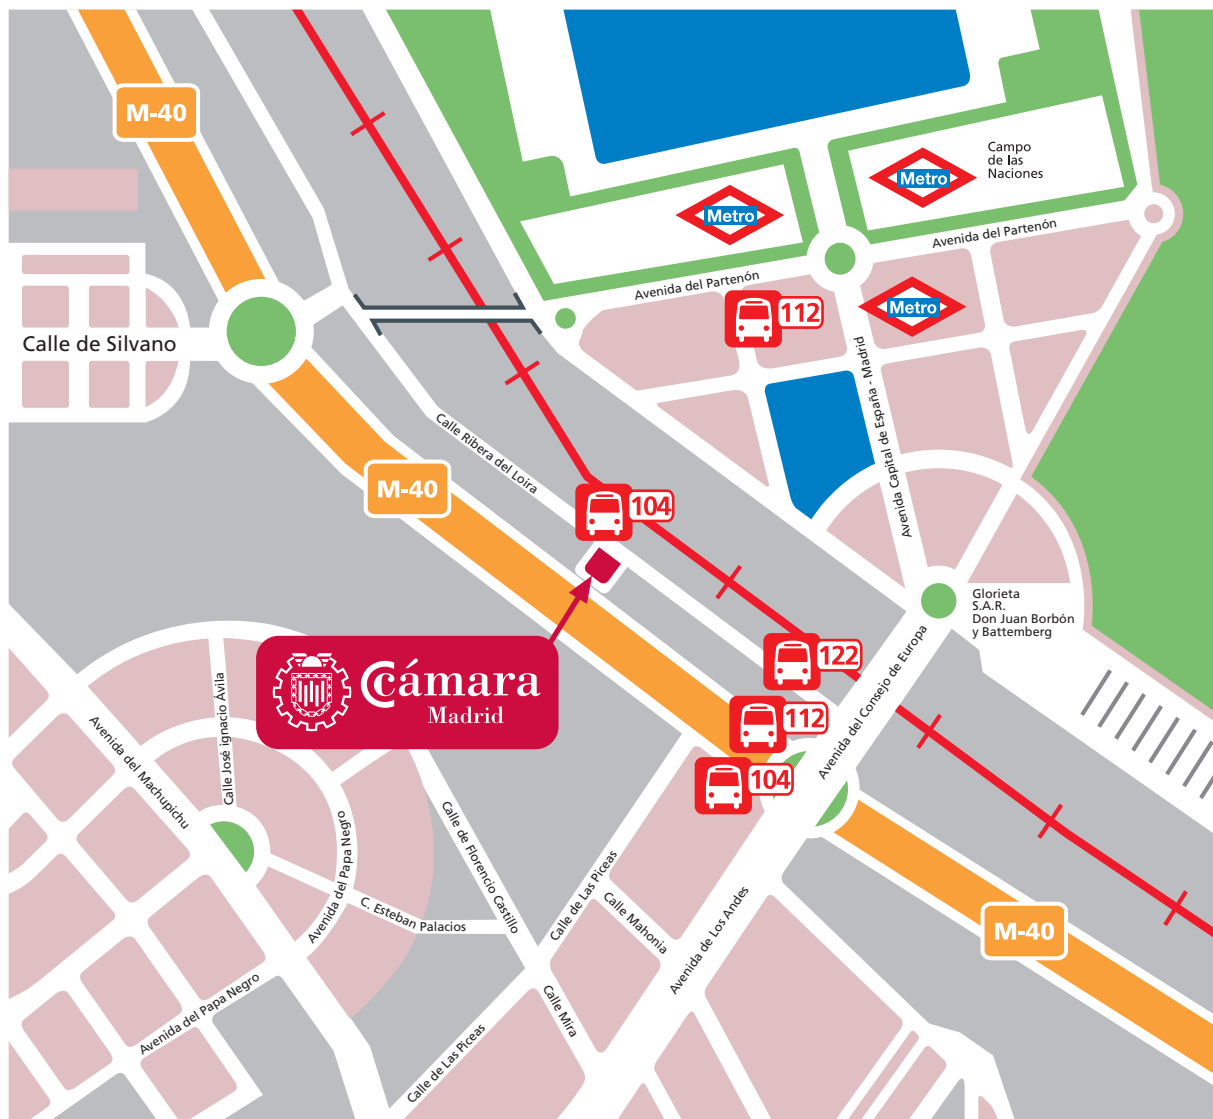 M-40
Campo
de las
Naciones
Metro
Metro
Avenida del Partenón
Avenida del Partenón
112
Metro
Calle de Silvano
Avenida Capital de España - Madrid
Calle Ribera del Loira
M-40
104
Glorieta
S.A.R.
Don Juan Borbón
y Battemberg
Cámara
Madrid
122
112
104
Avenida del Consejo de Europa
Calle José ignacio Ávila
Avenida del Machupichu
Avenida del Papa Negro
Calle de Florencio Castillo
C. Esteban Palacios
Calle de Las Piceas
Calle Mahonia
Avenida de Los Andes
M-40
Avenida del Papa Negro
Calle Mira
Calle de Las Piceas